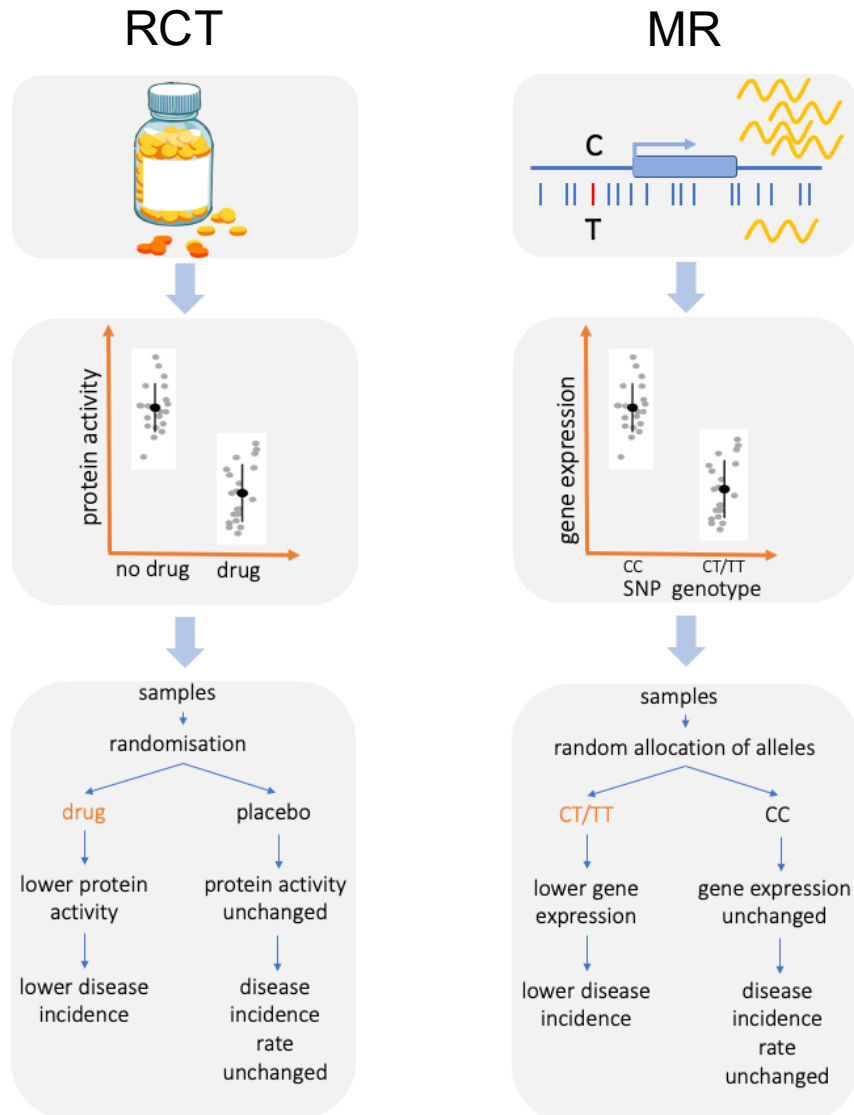 RCT
protein activity
no drug
drug
samples
randomisation
drug
placebo
lower protein
activity
protein activity
unchanged
lower disease
incidence
disease
incidence
rate
unchanged
MR
C
T
gene expression
CC
CT/TT
SNP genotype
samples
random allocation of alleles
CT/TT
CC
lower gene
expression
gene expression
unchanged
lower disease
incidence
disease
incidence
rate
unchanged